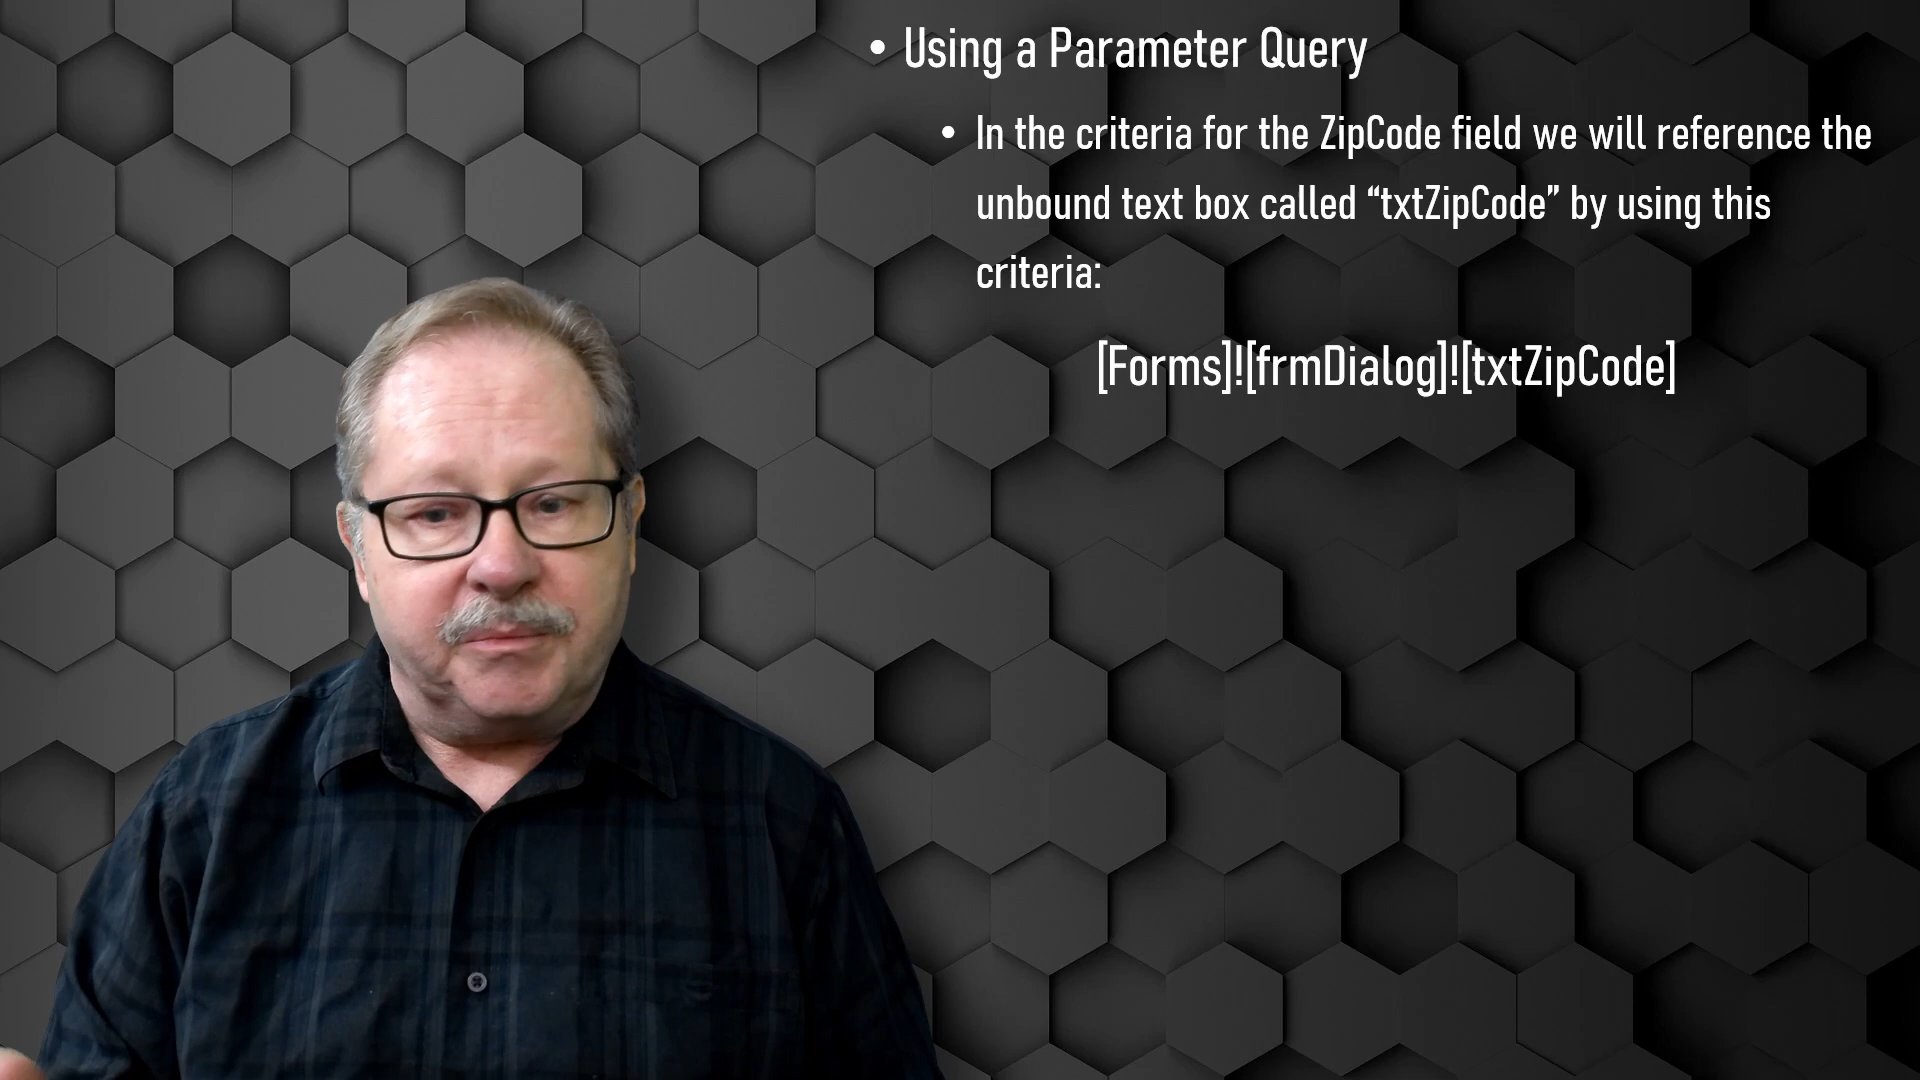 • Using a Parameter Query
• In the criteria for the ZipCode field we will reference the
unbound text box called “txtZipCode” by using this
criteria:
[Forms]![frmDialog]![txtZipCode]